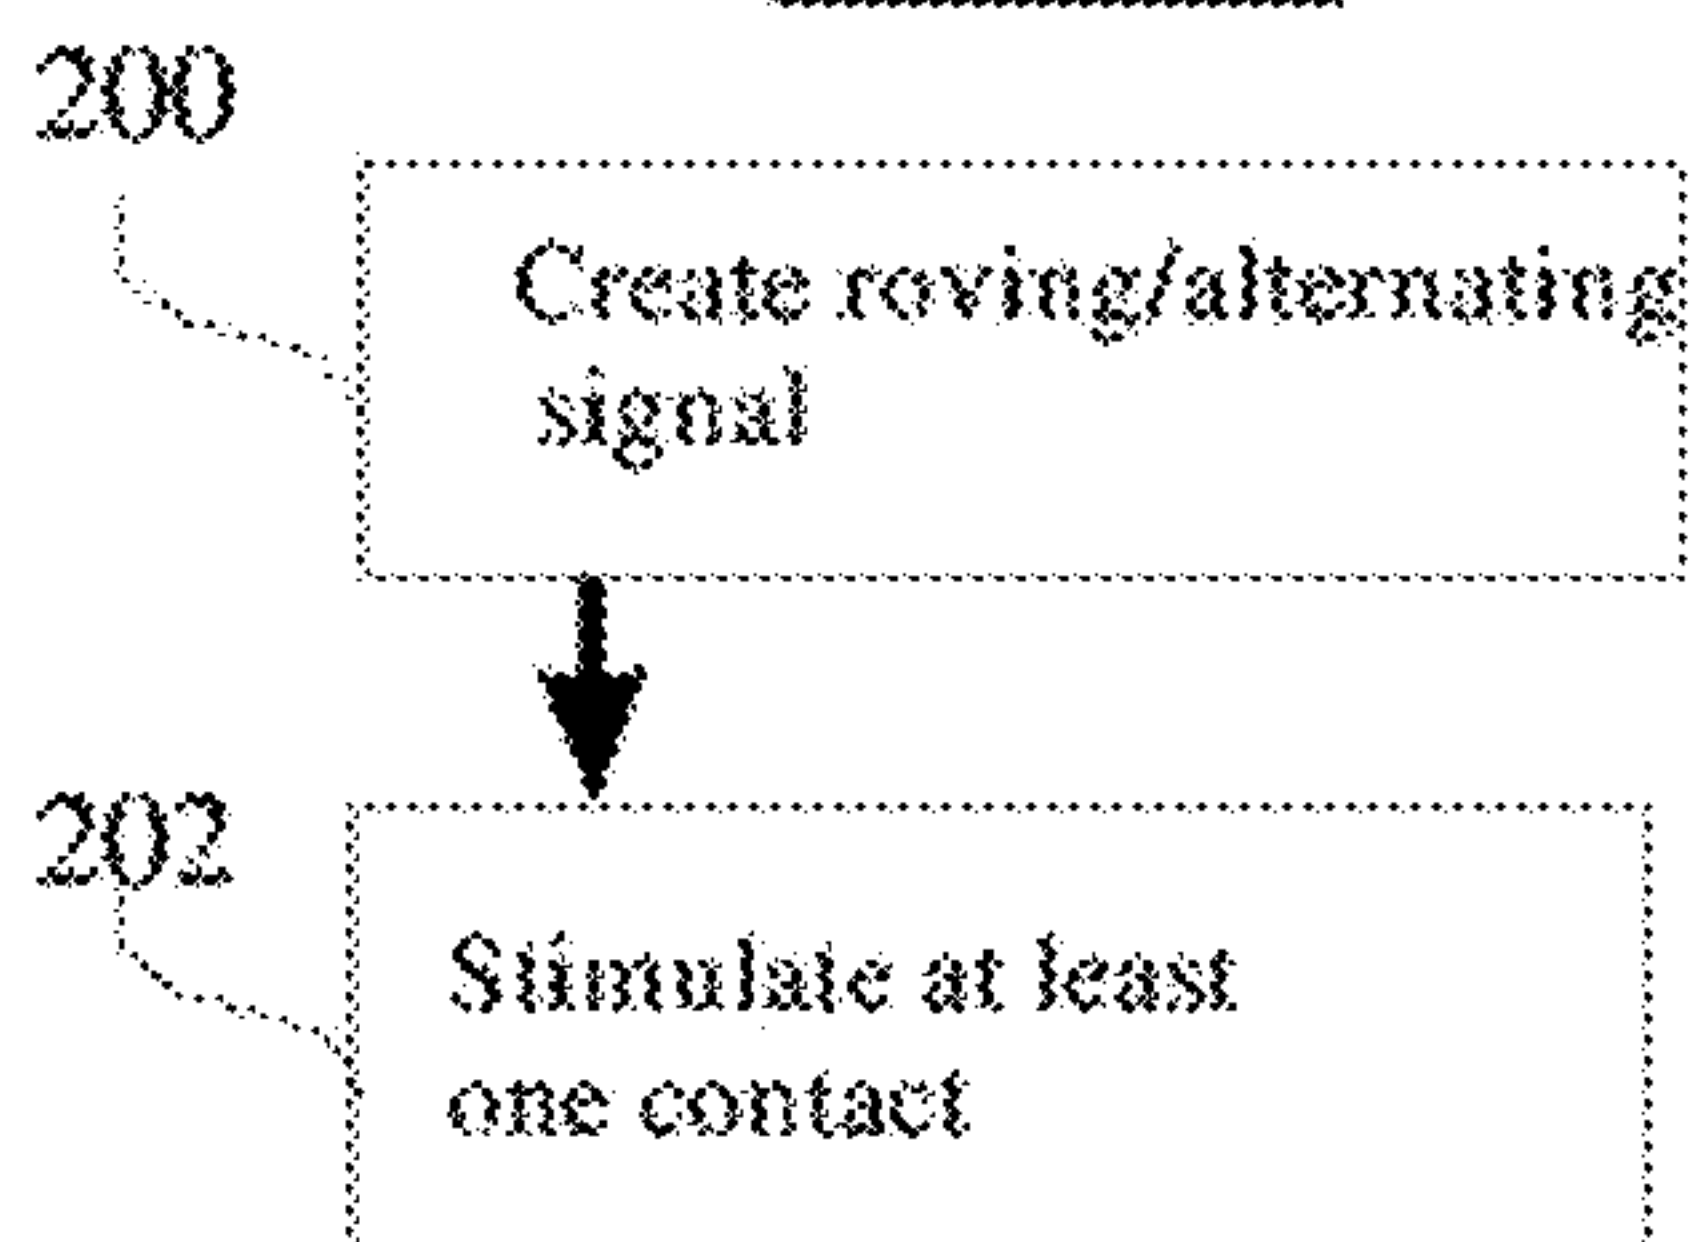 200
Create roving/alternating
signal
202
Stimulate at least
one contact